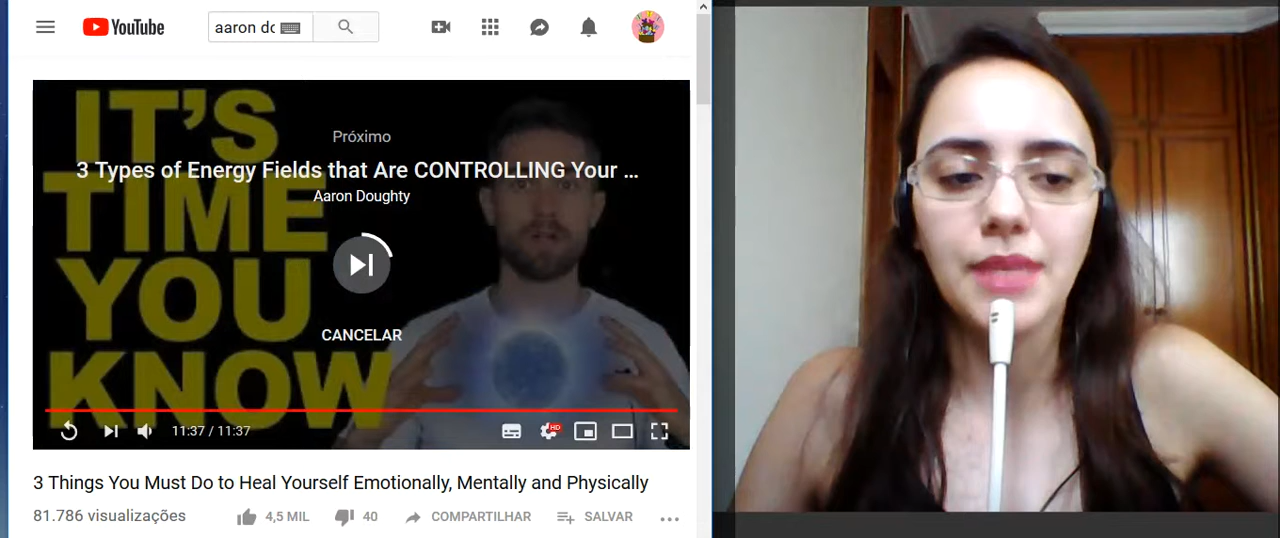 YouTube
aaron do
IT'S
TIME
YOU
KNOW
Próximo
3 Types of Energy Fields that Are CONTROLLING Your ...
Aaron Doughty
CANCELAR
11:37 / 11:37
HD
3 Things You Must Do to Heal Yourself Emotionally, Mentally and Physically
81.786 visualizações
4,5 MIL
40
COMPARTILHAR
SALVAR